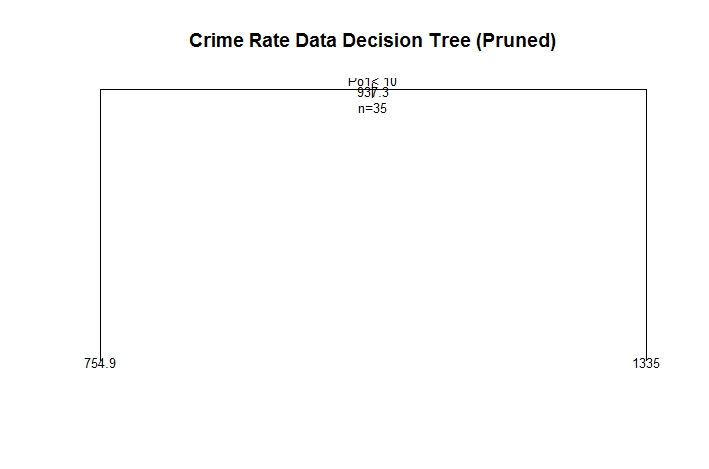 Crime Rate Data Decision Tree (Pruned)
Po1< 10
937.3
n=35
754.9
1335